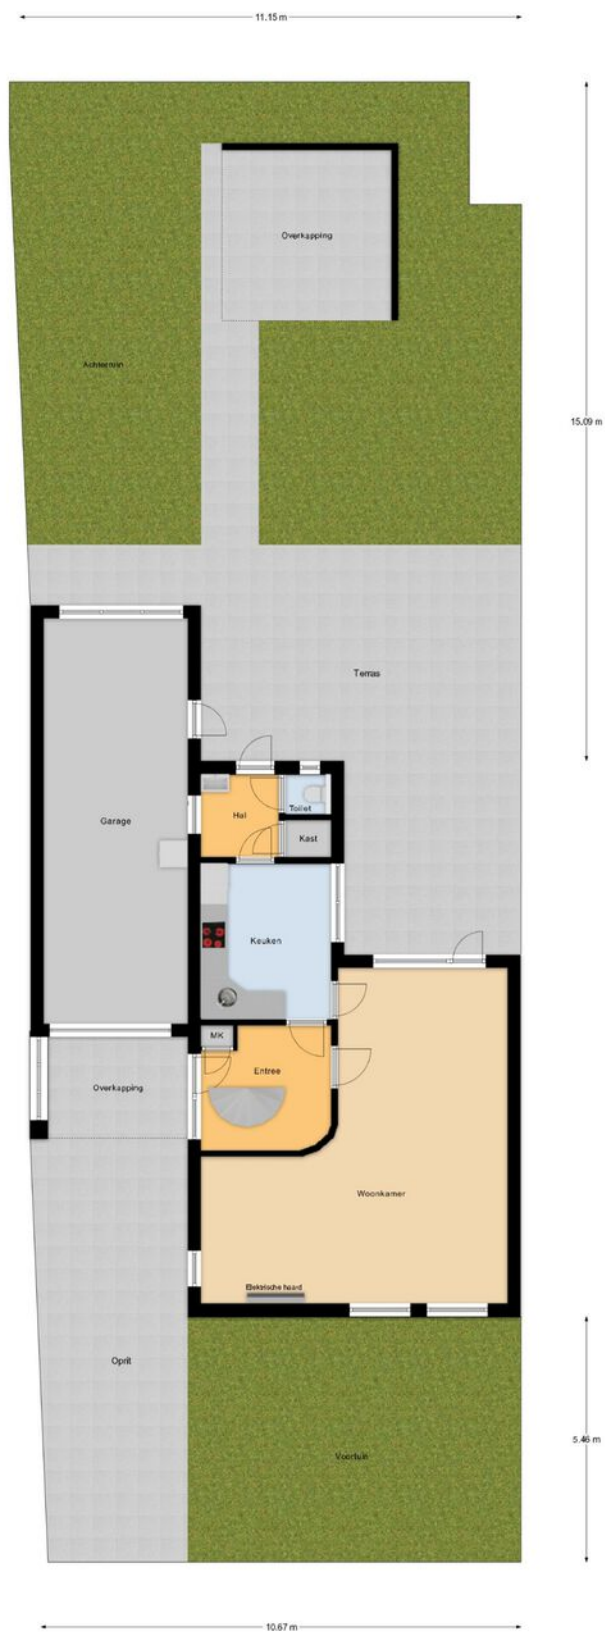 11.15 m
Overkapping
Achtertuin
15.09 m
Terras
Garage
Hal
Toilet
Kast
Keuken
MK
Entree
Overkapping
Woonkamer
Elektrische haard
Oprit
Voortuin
5.46 m
10.67 m